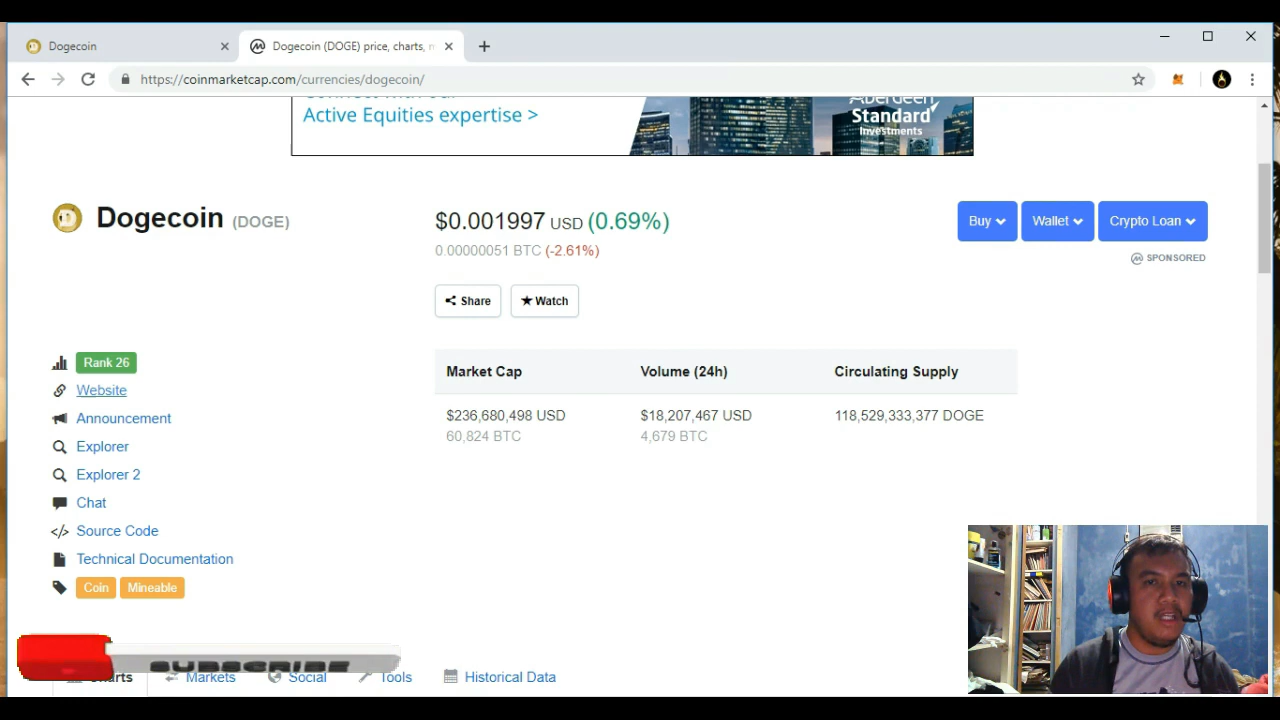 Dogecoin
Dogecoin (DOGE) price, charts, m
https://coinmarketcap.com/currencies/dogecoin/
Active Equities expertise >
Aberdeen
Standard
Investments
Dogecoin (DOGE)
$0.001997 USD (0.69%)
0.00000051 BTC (-2.61%)
Buy
Wallet
Crypto Loan
SPONSORED
Share
Watch
Rank 26
Website
Announcement
Explorer
Explorer 2
Chat
Source Code
Technical Documentation
Coin Mineable
Market Cap Volume (24h) Circulating Supply
$236,680,498 USD $18,207,467 USD 118,529,333,377 DOGE
60,824 BTC 4,679 BTC
SUBSCRIBE
Charts Markets Social Tools Historical Data